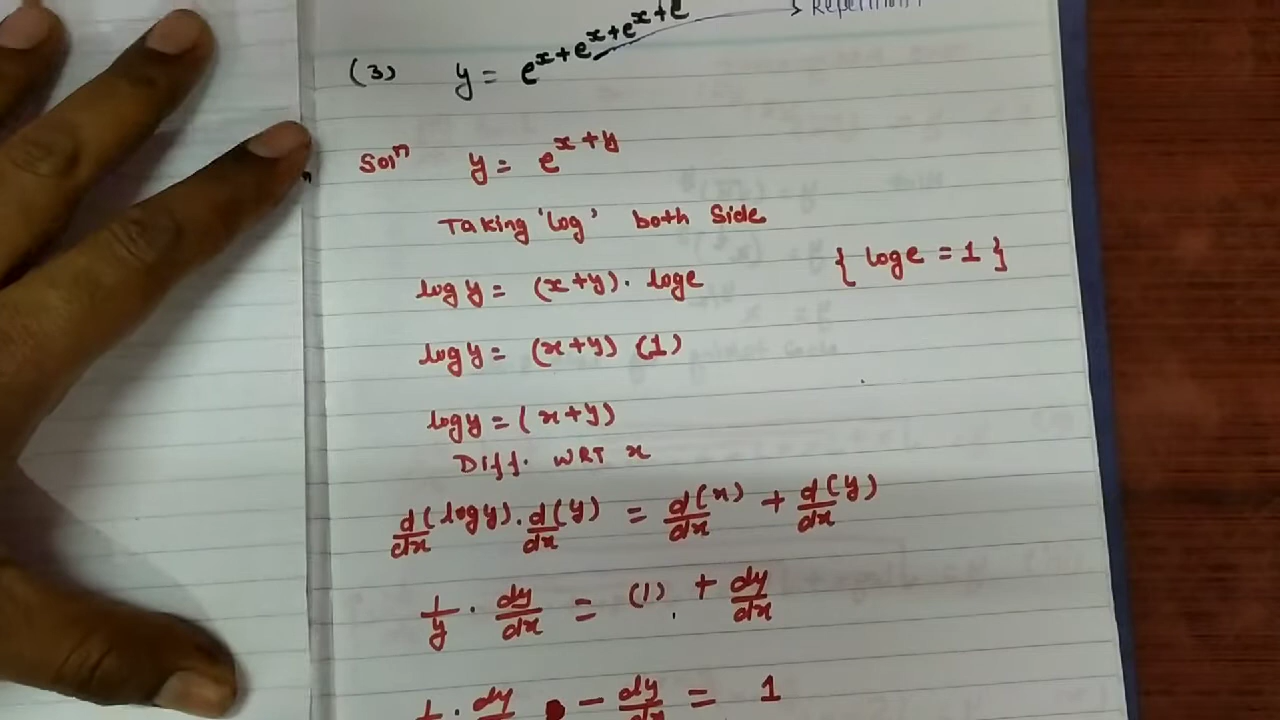 (3) y = e^x+e^x+e^x+e
Solⁿ y = e^x+y
Taking 'log' both Side
log y = (x+y) . loge { loge = 1 }
log y = (x+y) (1)
log y = (x+y)
Diff. WRT x
d/dx (log y) . d/dx (y) = d/dx (x) + d/dx (y)
1/y . dy/dx = (1) + dy/dx
1/y . dy/dx - dy/dx = 1